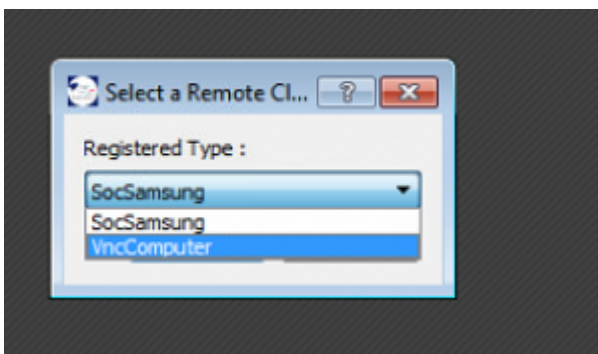 Select a Remote Cl...
Registered Type :
SocSamsung
SocSamsung
VncComputer